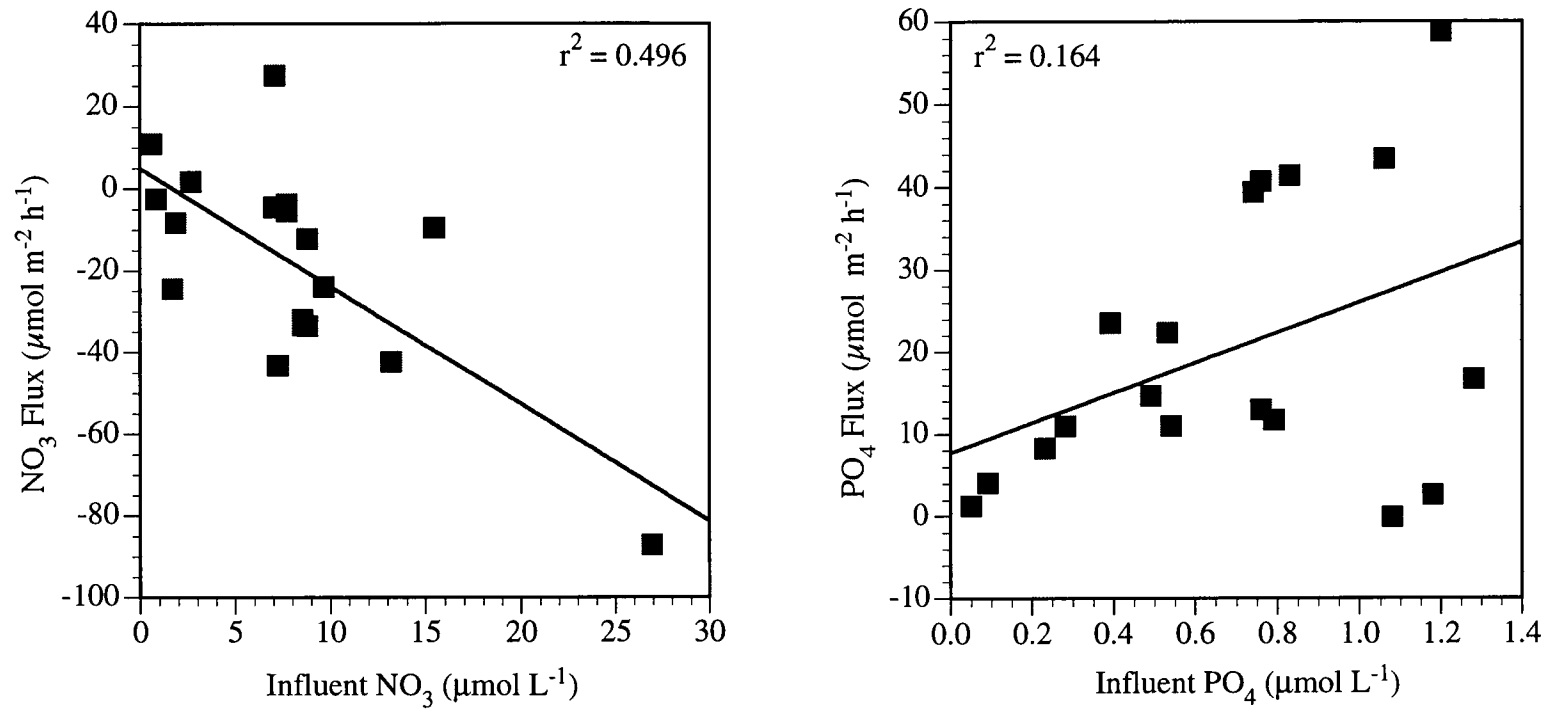 40
20
0
-20
-40
-60
-80
-100
NO3 Flux (µmol m-2 h-1)
r2 = 0.496
0 5 10 15 20 25 30
Influent NO3 (µmol L-1)
60
50
40
30
20
10
0
-10
PO4 Flux (µmol m-2 h-1)
r2 = 0.164
0.0 0.2 0.4 0.6 0.8 1.0 1.2 1.4
Influent PO4 (µmol L-1)